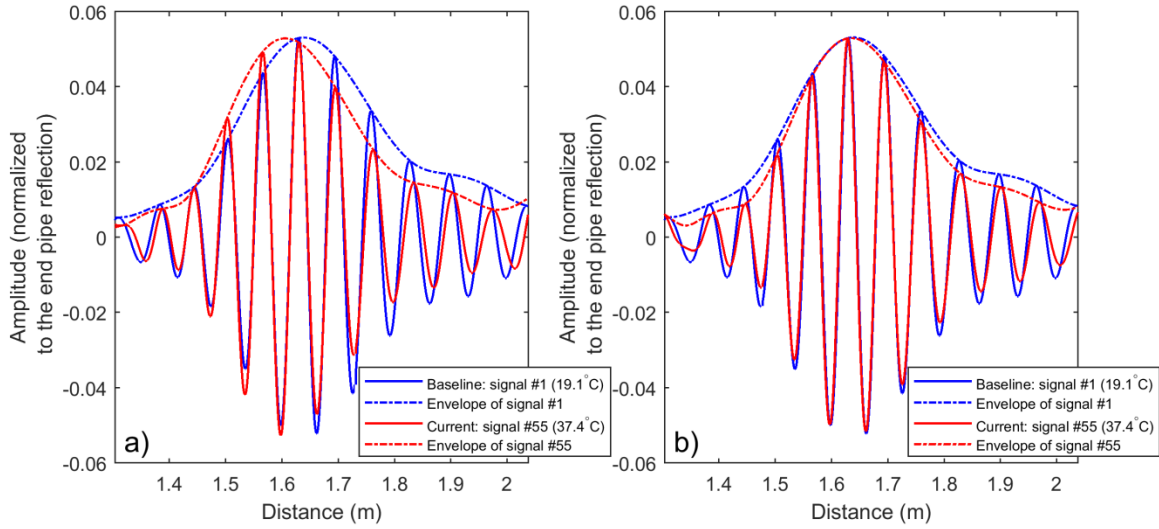 0.06
0.04
0.02
0
-0.02
-0.04
-0.06
Amplitude (normalized
to the end pipe reflection)
1.4 1.5 1.6 1.7 1.8 1.9 2
Distance (m)
a)
Baseline: signal #1 (19.1°C)
Envelope of signal #1
Current: signal #55 (37.4°C)
Envelope of signal #55
0.06
0.04
0.02
0
-0.02
-0.04
-0.06
Amplitude (normalized
to the end pipe reflection)
1.4 1.5 1.6 1.7 1.8 1.9 2
Distance (m)
b)
Baseline: signal #1 (19.1°C)
Envelope of signal #1
Current: signal #55 (37.4°C)
Envelope of signal #55